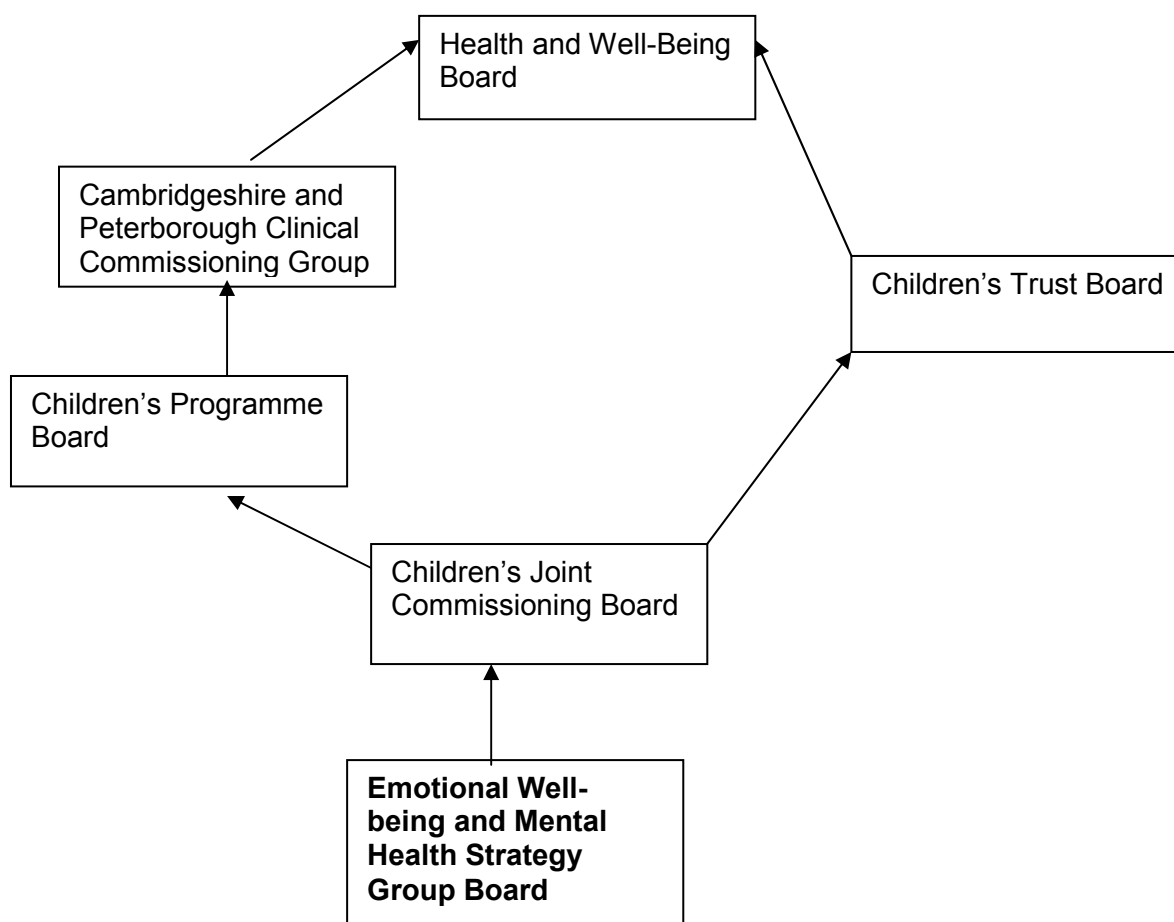 Health and Well-Being
Board
Cambridgeshire and
Peterborough Clinical
Commissioning Group
Children’s Trust Board
Children’s Programme
Board
Children’s Joint
Commissioning Board
Emotional Well-
being and Mental
Health Strategy
Group Board